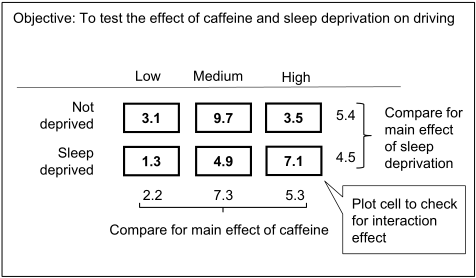 Objective: To test the effect of caffeine and sleep deprivation on driving
Low Medium High
Not deprived 3.1 9.7 3.5 5.4
Sleep deprived 1.3 4.9 7.1 4.5
Compare for
main effect
of sleep
deprivation
2.2 7.3 5.3
Compare for main effect of caffeine
Plot cell to check
for interaction
effect